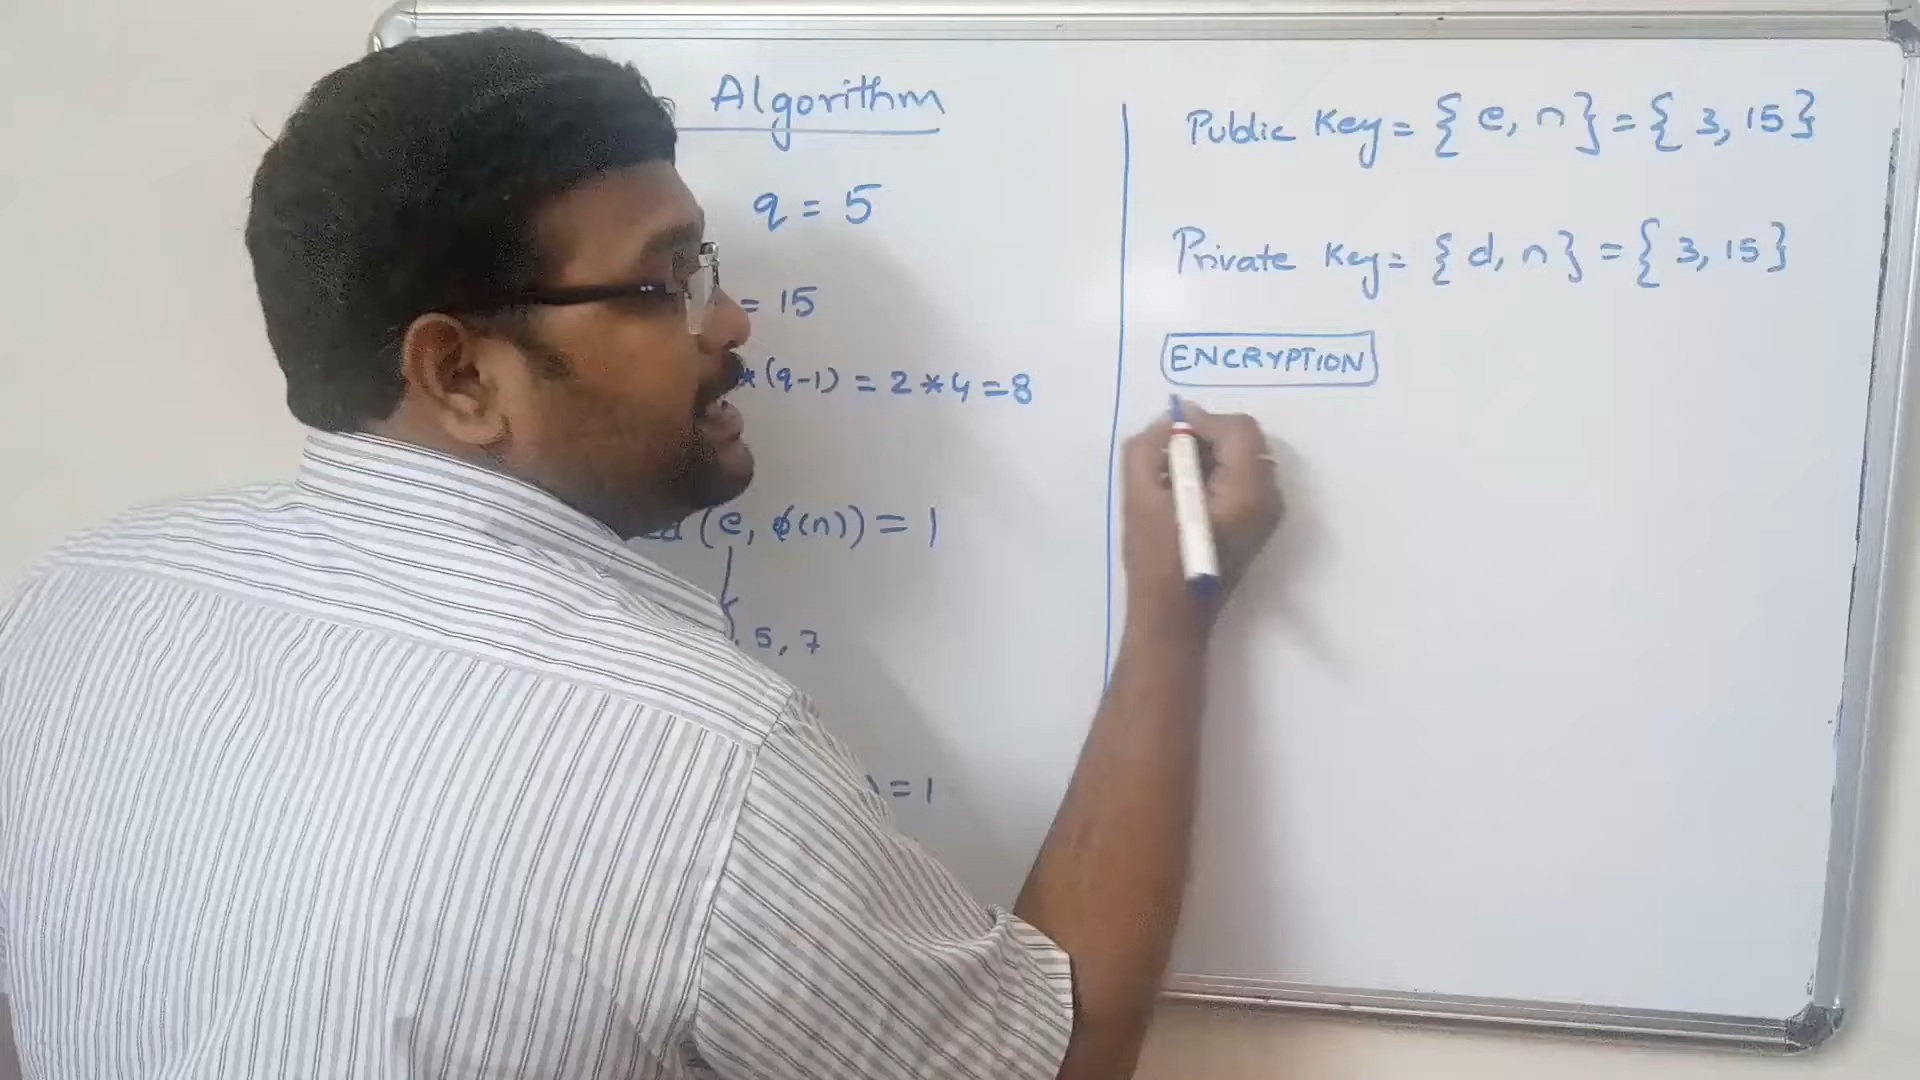 Algorithm
q = 5
= 15
* (q-1) = 2 * 4 = 8
(e, φ(n)) = 1
5, 7
) = 1
Public Key = { e, n } = { 3, 15 }
Private Key = { d, n } = { 3, 15 }
ENCRYPTION